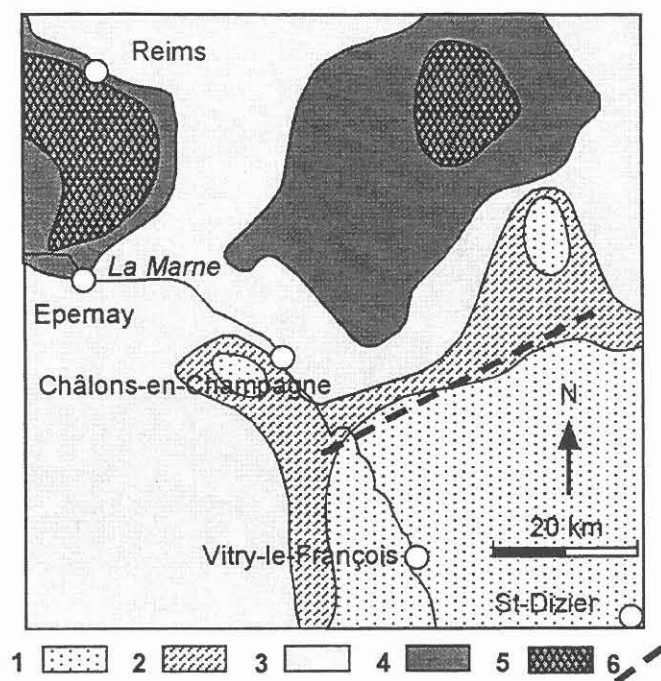 Reims
La Marne
Epernay
Châlons-en-Champagne
N
20 km
Vitry-le-François
St-Dizier
1 2 3 4 5 6